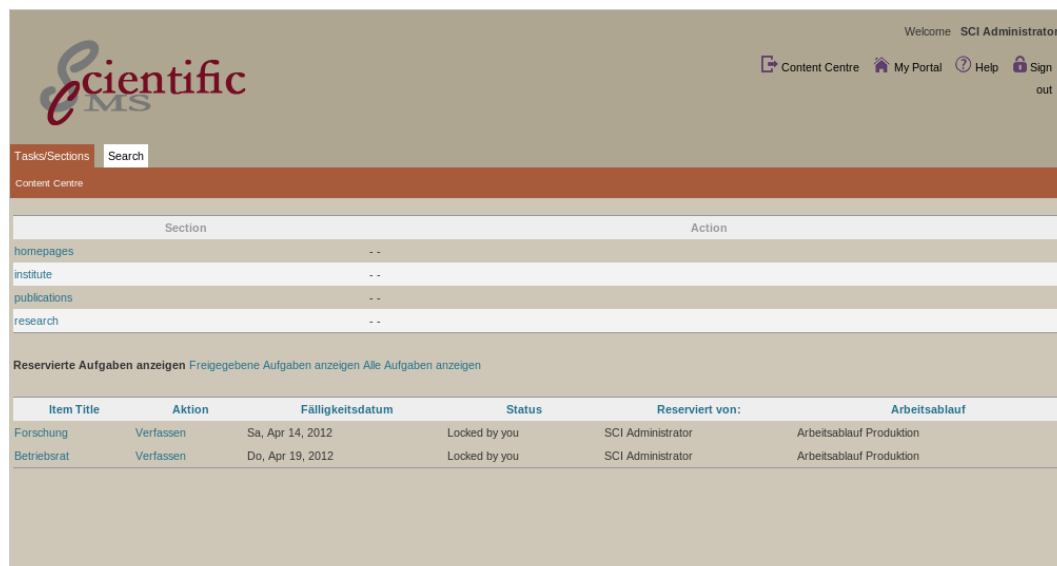 Welcome SCI Administrator
Scientific
CMS
Content Centre My Portal Help Sign
out
Tasks/Sections Search
Content Centre
Section Action
homepages - -
institute - -
publications - -
research - -
Reservierte Aufgaben anzeigen Freigegebene Aufgaben anzeigen Alle Aufgaben anzeigen
Item Title Aktion Fälligkeitsdatum Status Reserviert von: Arbeitsablauf
Forschung Verfassen Sa, Apr 14, 2012 Locked by you SCI Administrator Arbeitsablauf Produktion
Betriebsrat Verfassen Do, Apr 19, 2012 Locked by you SCI Administrator Arbeitsablauf Produktion